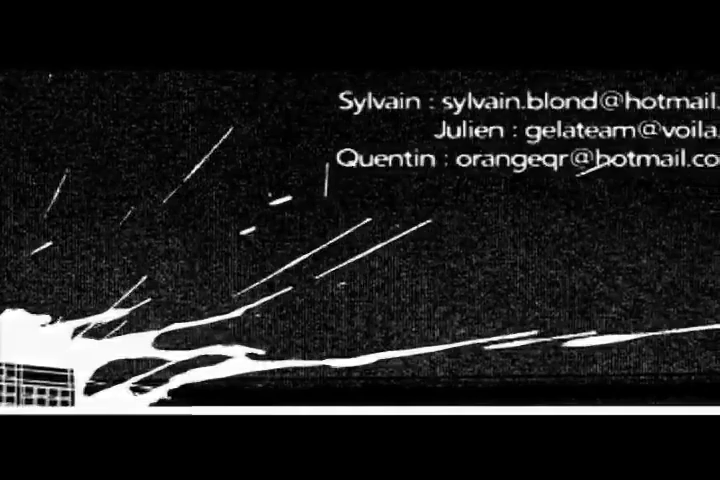 Sylvain : sylvain.blond@hotmail.
Julien : gelateam@voila.
Quentin : orangeqr@hotmail.co